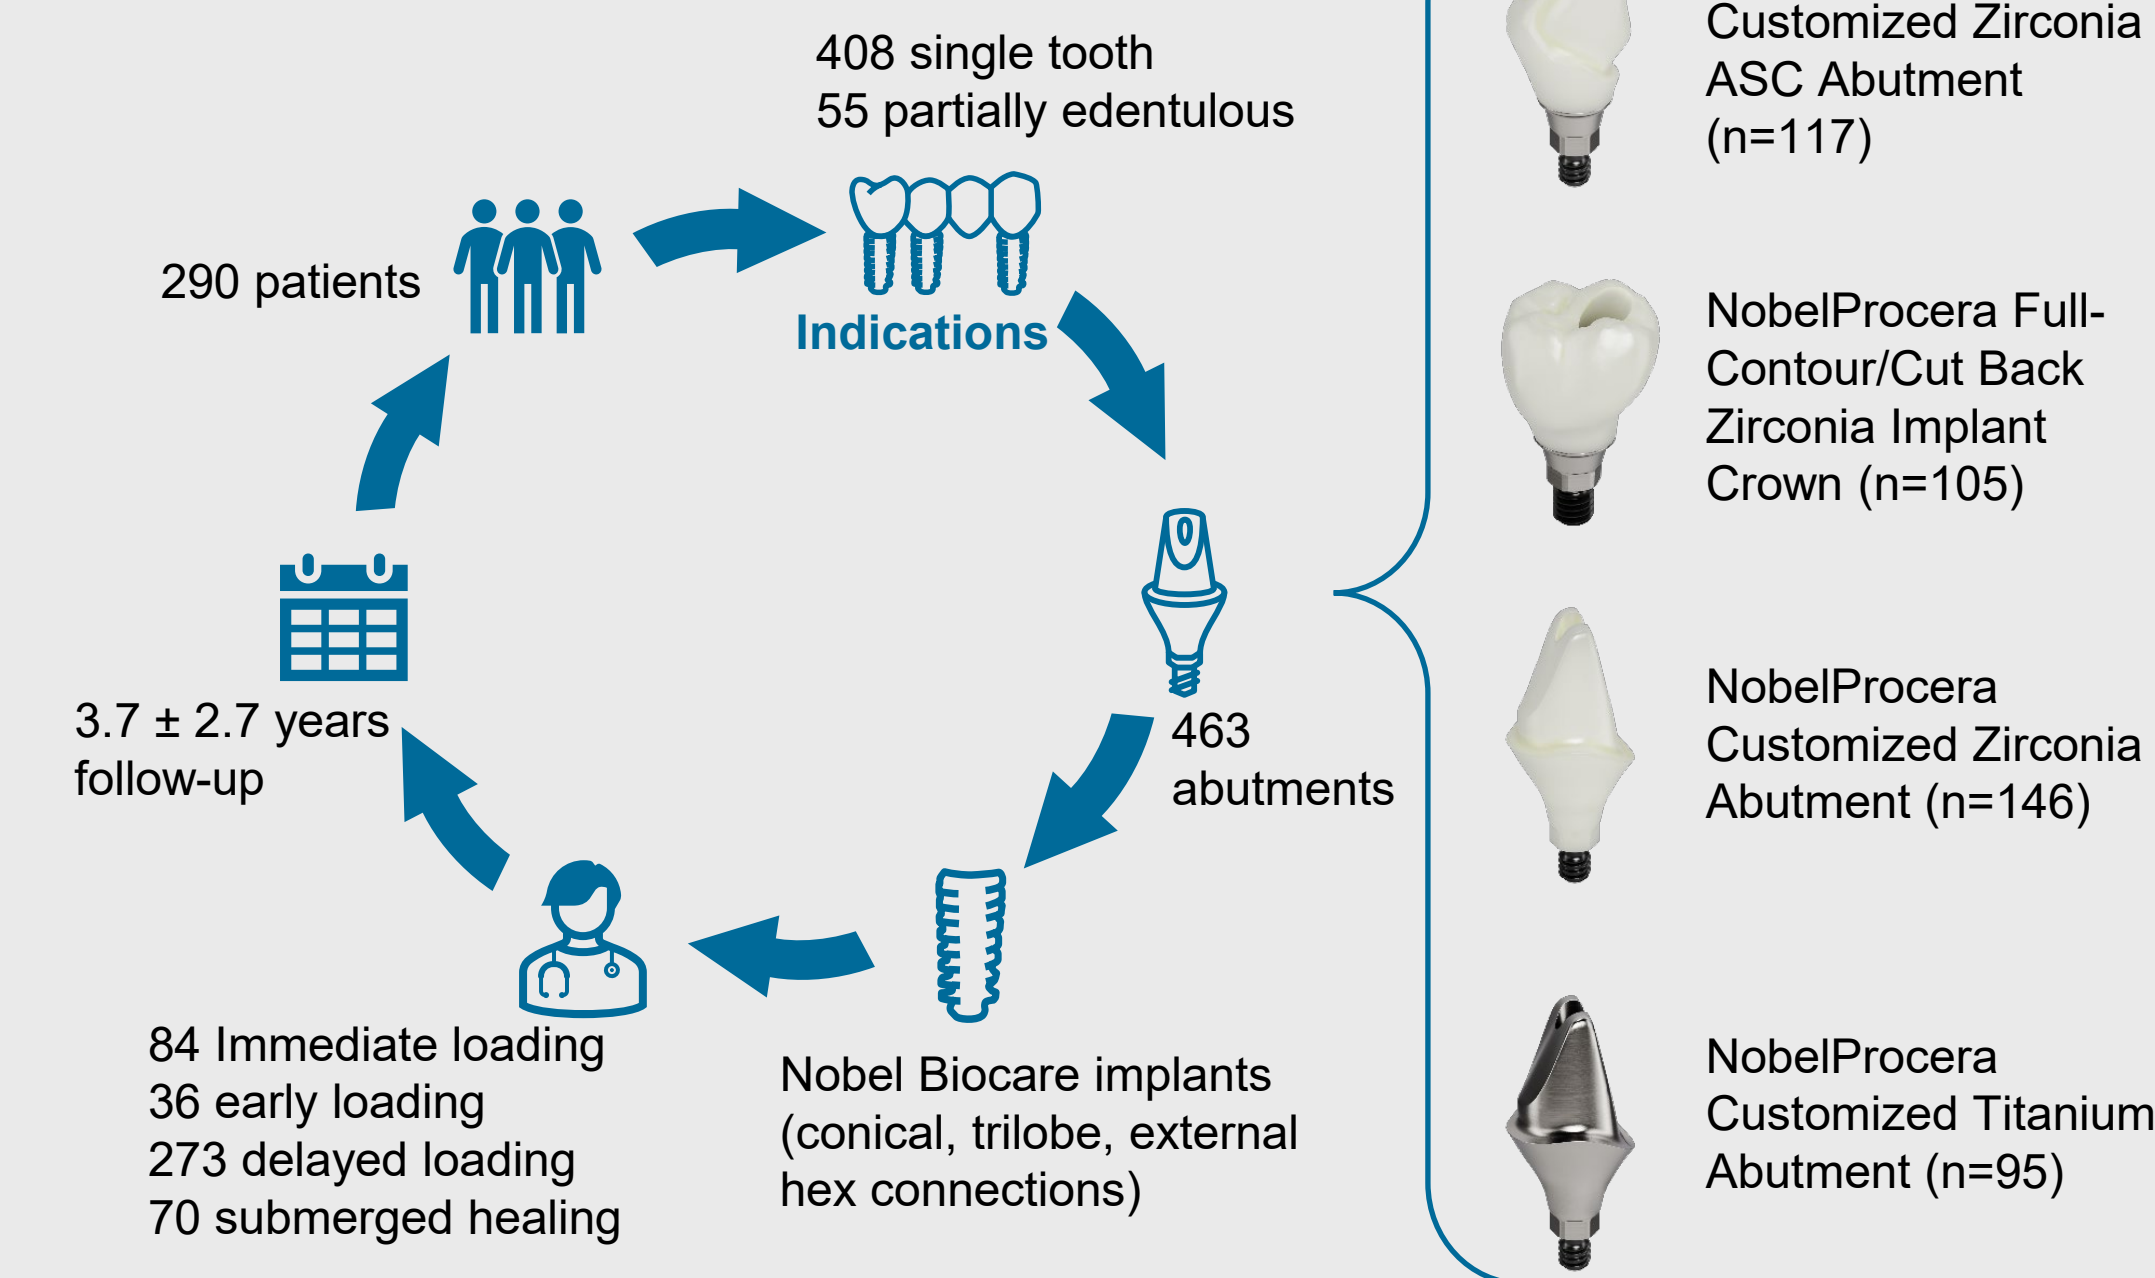 408 single tooth
55 partially edentulous
290 patients
Indications
463
abutments
Nobel Biocare implants
(conical, trilobe, external
hex connections)
84 Immediate loading
36 early loading
273 delayed loading
70 submerged healing
3.7 ± 2.7 years
follow-up
Customized Zirconia
ASC Abutment
(n=117)
NobelProcera Full-
Contour/Cut Back
Zirconia Implant
Crown (n=105)
NobelProcera
Customized Zirconia
Abutment (n=146)
NobelProcera
Customized Titanium
Abutment (n=95)